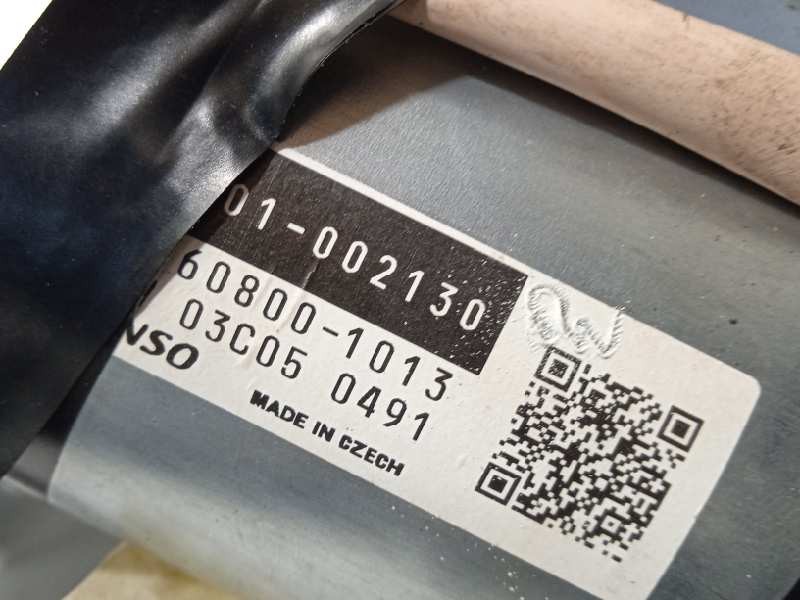 01-002130
60800-1013
03C05 0491
NSO
MADE IN CZECH